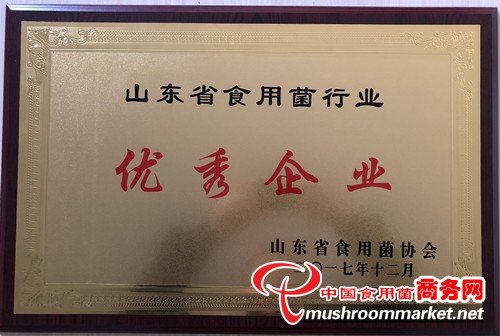 山东省食用菌行业
优秀企业
山东省食用菌协会
二〇一七年十二月
中国食用菌商务网
mushroommarket.net